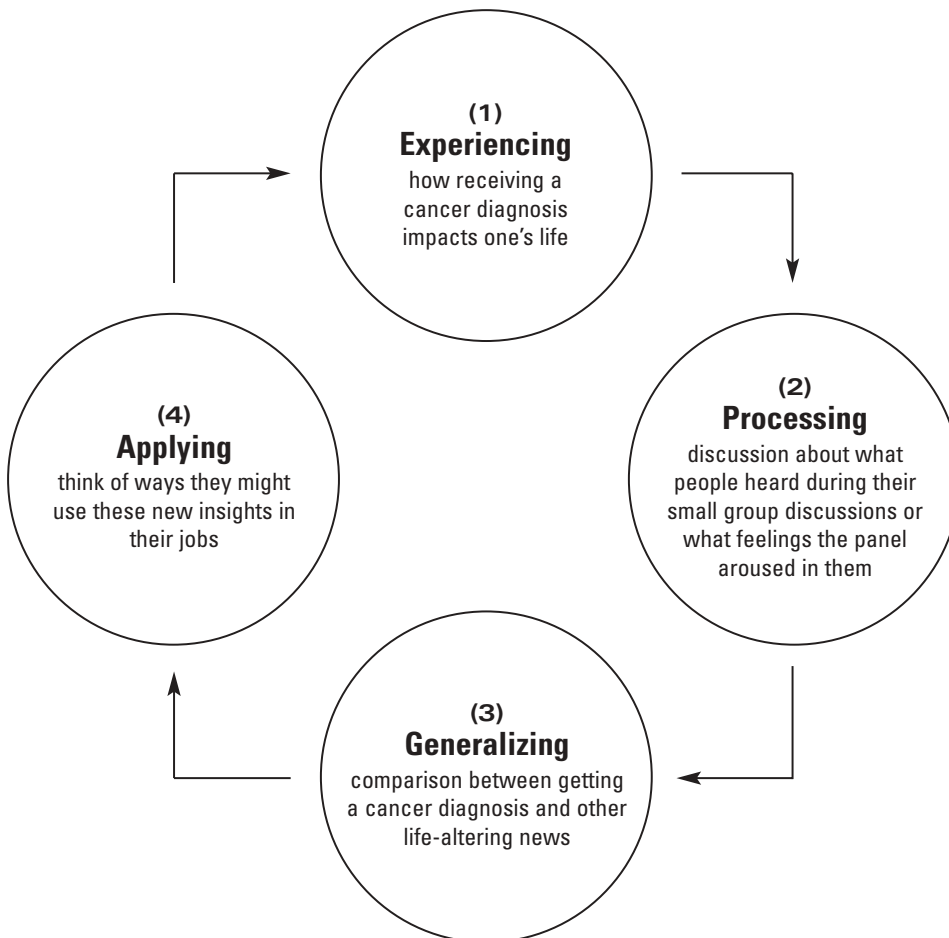 (1)
Experiencing
how receiving a
cancer diagnosis
impacts one’s life
(2)
Processing
discussion about what
people heard during their
small group discussions or
what feelings the panel
aroused in them
(3)
Generalizing
comparison between getting
a cancer diagnosis and other
life-altering news
(4)
Applying
think of ways they might
use these new insights in
their jobs